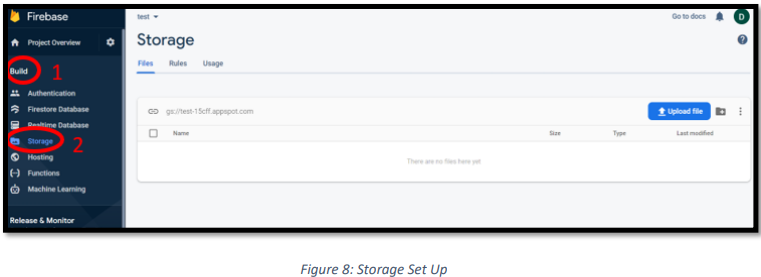 Firebase
test
Go to docs
D
Project Overview
Storage
Files Rules Usage
Build 1
Authentication
Firestore Database
Realtime Database
Storage 2
Hosting
Functions
Machine Learning
Release & Monitor
gs://test-15cff.appspot.com
Upload file
Name Size Type Last modified
There are no files here yet
Figure 8: Storage Set Up